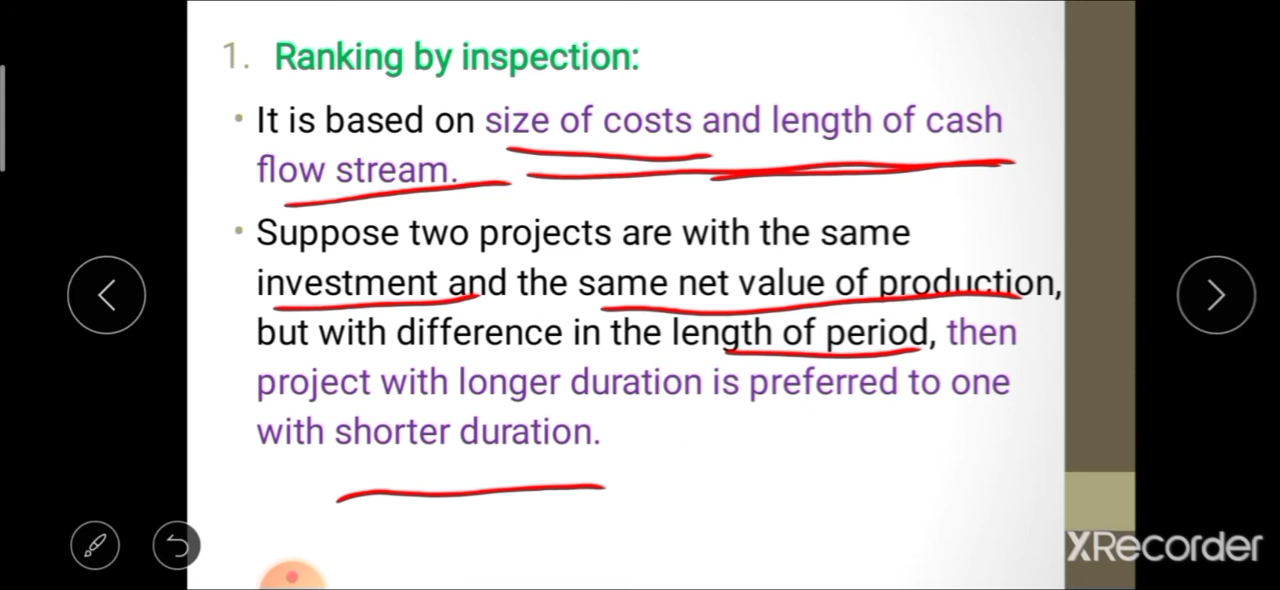 1. Ranking by inspection:
• It is based on size of costs and length of cash
flow stream.
• Suppose two projects are with the same
investment and the same net value of production,
but with difference in the length of period, then
project with longer duration is preferred to one
with shorter duration.
XRecorder